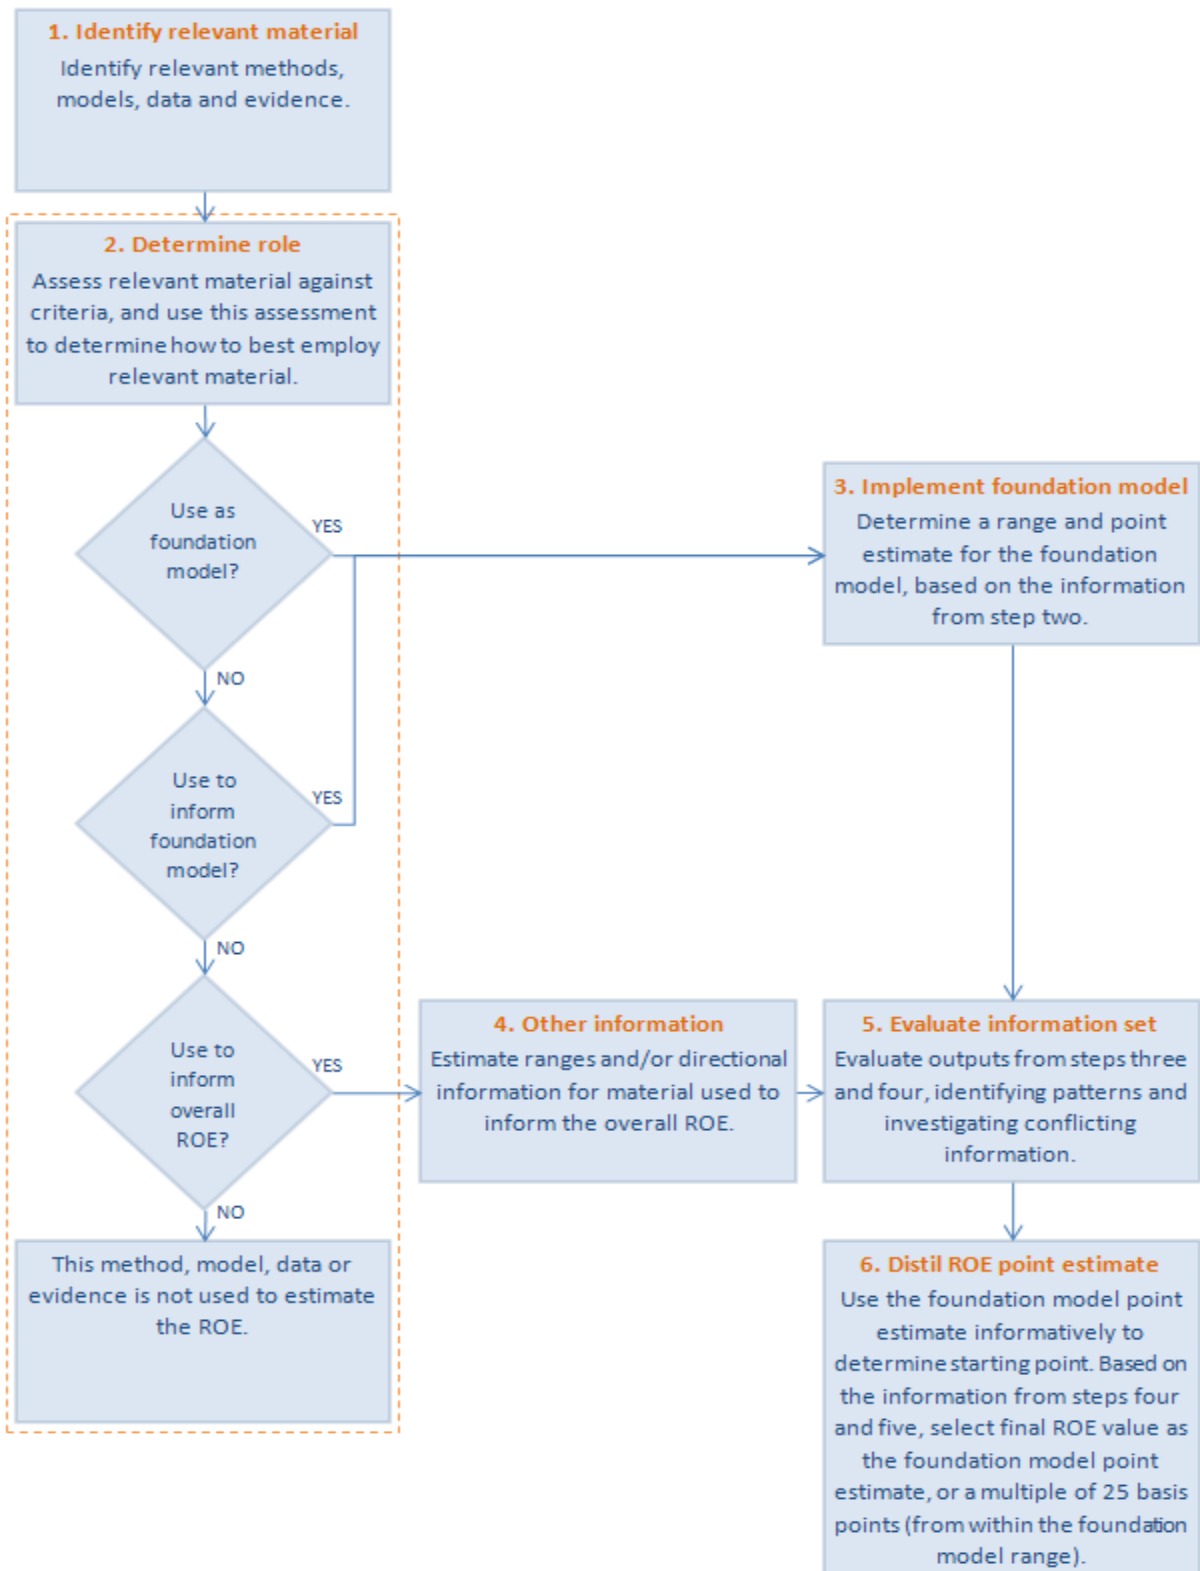 1. Identify relevant material
Identify relevant methods,
models, data and evidence.
2. Determine role
Assess relevant material against
criteria, and use this assessment
to determine how to best employ
relevant material.
Use as
foundation
model?
YES
NO
3. Implement foundation model
Determine a range and point
estimate for the foundation
model, based on the information
from step two.
Use to
inform
foundation
model?
YES
NO
Use to
inform
overall
ROE?
YES
NO
4. Other information
Estimate ranges and/or directional
information for material used to
inform the overall ROE.
5. Evaluate information set
Evaluate outputs from steps three
and four, identifying patterns and
investigating conflicting
information.
This method, model, data or
evidence is not used to estimate
the ROE.
6. Distil ROE point estimate
Use the foundation model point
estimate informatively to
determine starting point. Based on
the information from steps four
and five, select final ROE value as
the foundation model point
estimate, or a multiple of 25 basis
points (from within the foundation
model range).